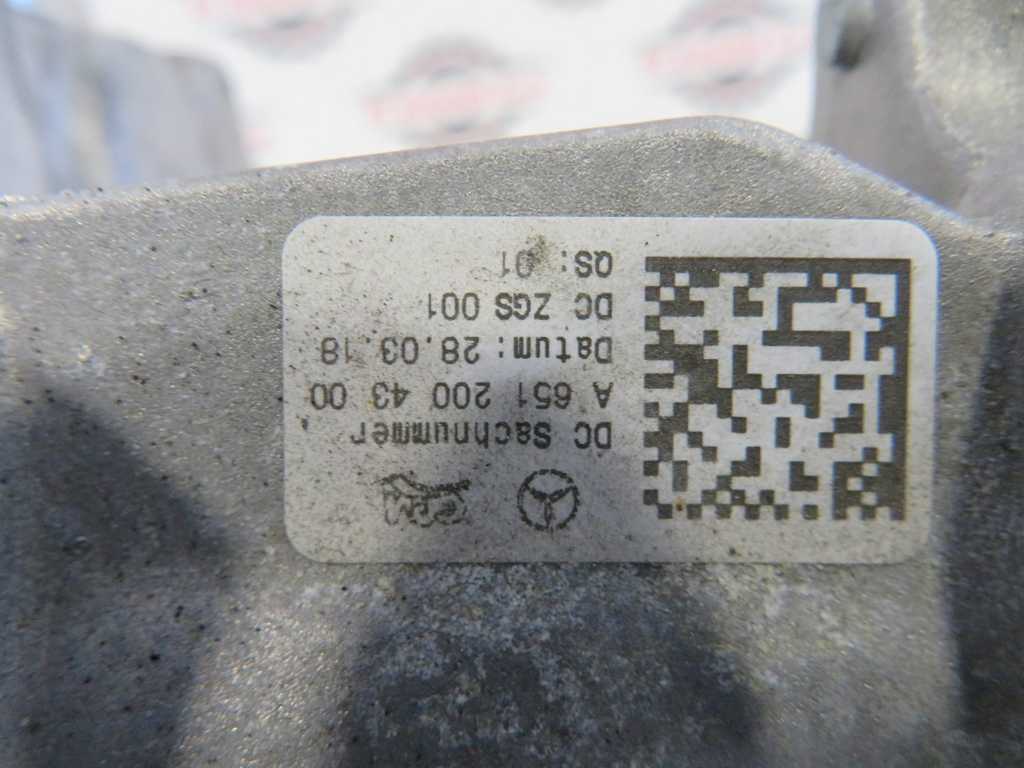 DC Sachnummer
A 651 200 43 00
Datum: 28.03.18
DC ZGS 001
QS: 01